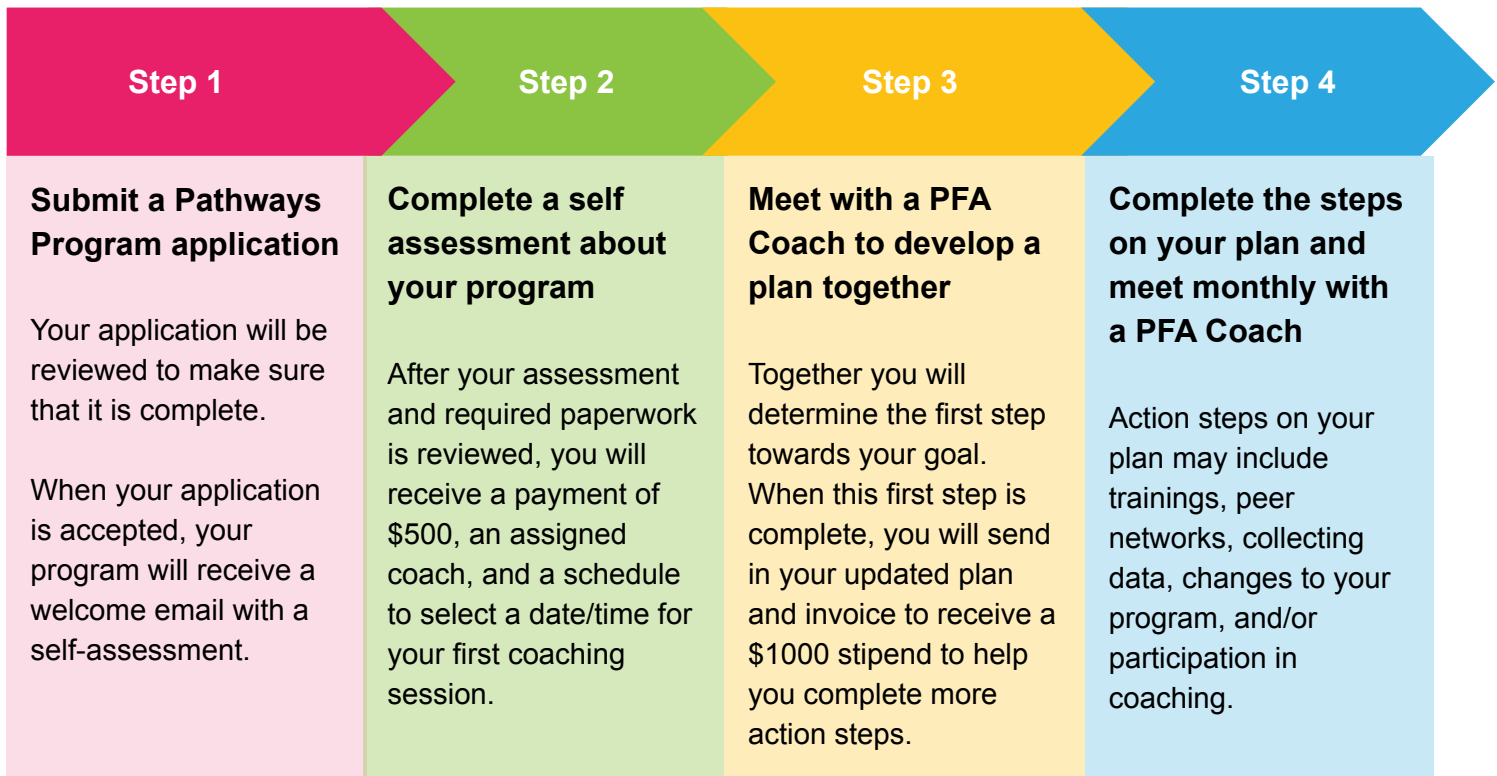 Step 1
Step 2
Step 3
Step 4
Submit a Pathways
Program application
Your application will be
reviewed to make sure
that it is complete.
When your application
is accepted, your
program will receive a
welcome email with a
self-assessment.
Complete a self
assessment about
your program
After your assessment
and required paperwork
is reviewed, you will
receive a payment of
$500, an assigned
coach, and a schedule
to select a date/time for
your first coaching
session.
Meet with a PFA
Coach to develop a
plan together
Together you will
determine the first step
towards your goal.
When this first step is
complete, you will send
in your updated plan
and invoice to receive a
$1000 stipend to help
you complete more
action steps.
Complete the steps
on your plan and
meet monthly with
a PFA Coach
Action steps on your
plan may include
trainings, peer
networks, collecting
data, changes to your
program, and/or
participation in
coaching.